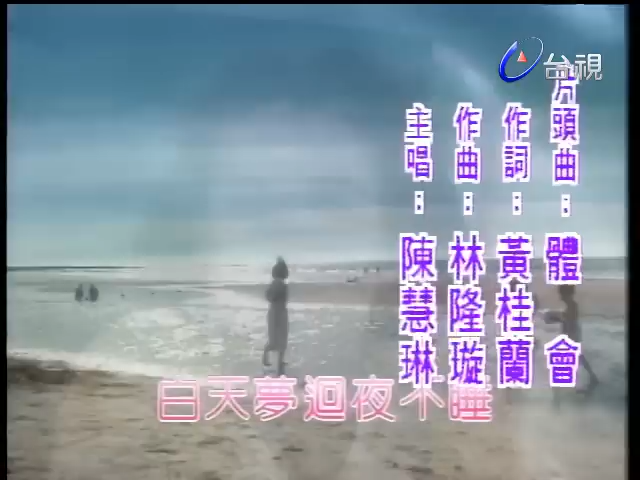 台視
片頭曲：體會
作詞：黃桂蘭
作曲：林隆璇
主唱：陳慧琳
白天夢迴夜不睡